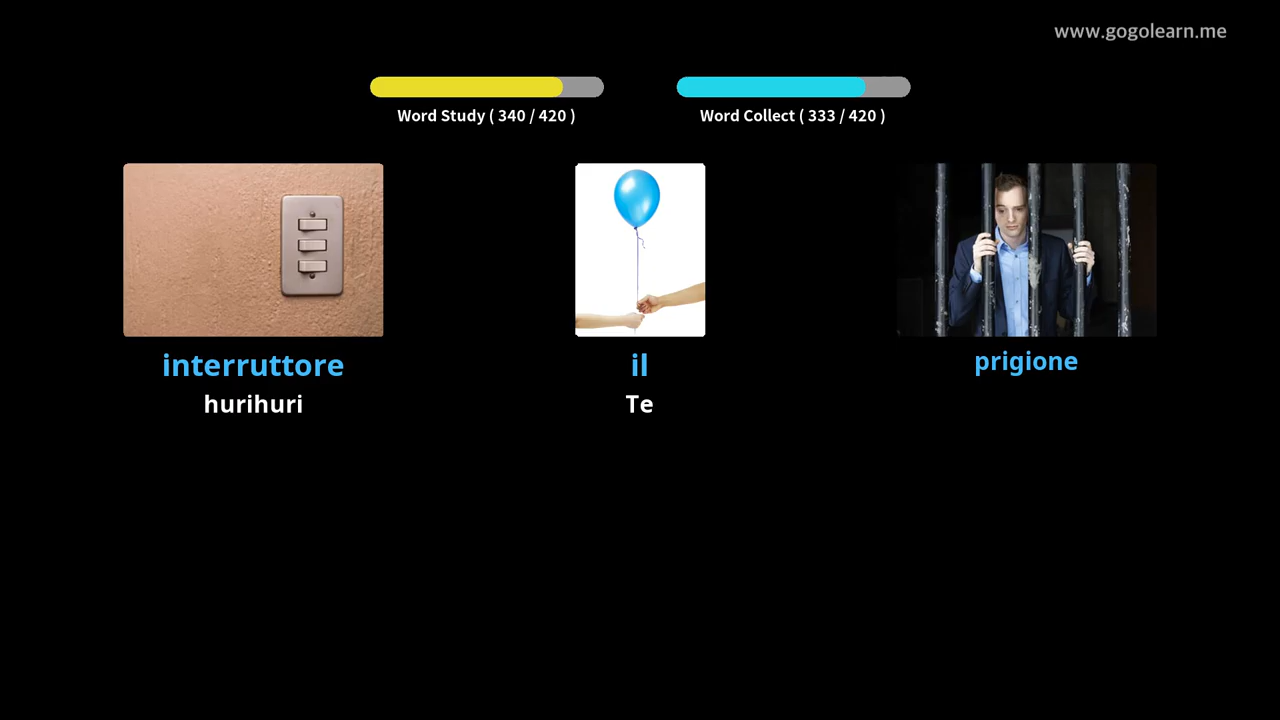 www.gogolearn.me
Word Study ( 340 / 420 )
Word Collect ( 333 / 420 )
interruttore
il
prigione
hurihuri
Te